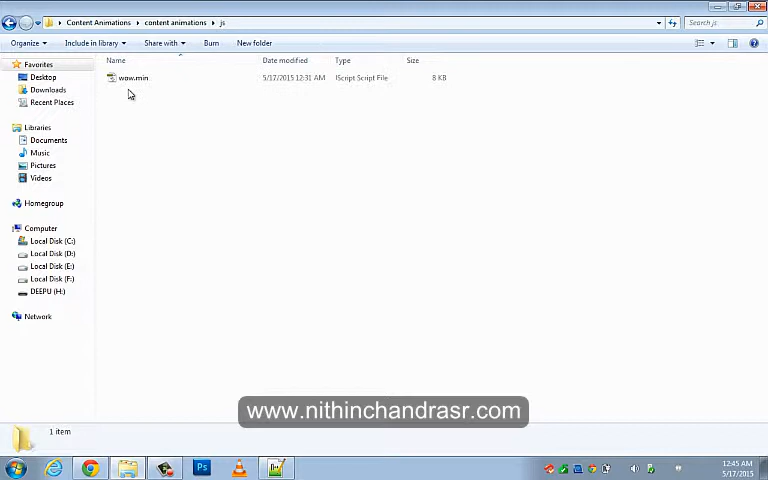 Content Animations content animations js
Search js
Organize Include in library Share with Burn New folder
Name Date modified Type Size
wow.min 5/17/2015 12:31 AM JScript Script File 8 KB
Favorites
Desktop
Downloads
Recent Places
Libraries
Documents
Music
Pictures
Videos
Homegroup
Computer
Local Disk (C:)
Local Disk (D:)
Local Disk (E:)
Local Disk (F:)
DEEPU (H:)
Network
www.nithinchandrasr.com
1 item
Ps
12:45 AM
5/17/2015